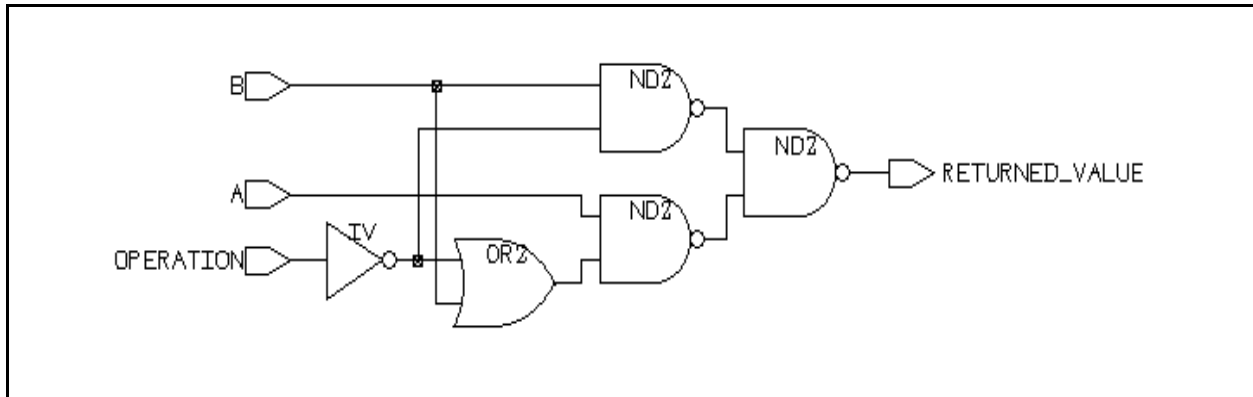 B
ND2
ND2
RETURNED_VALUE
A
ND2
IV
OPERATION
OR2